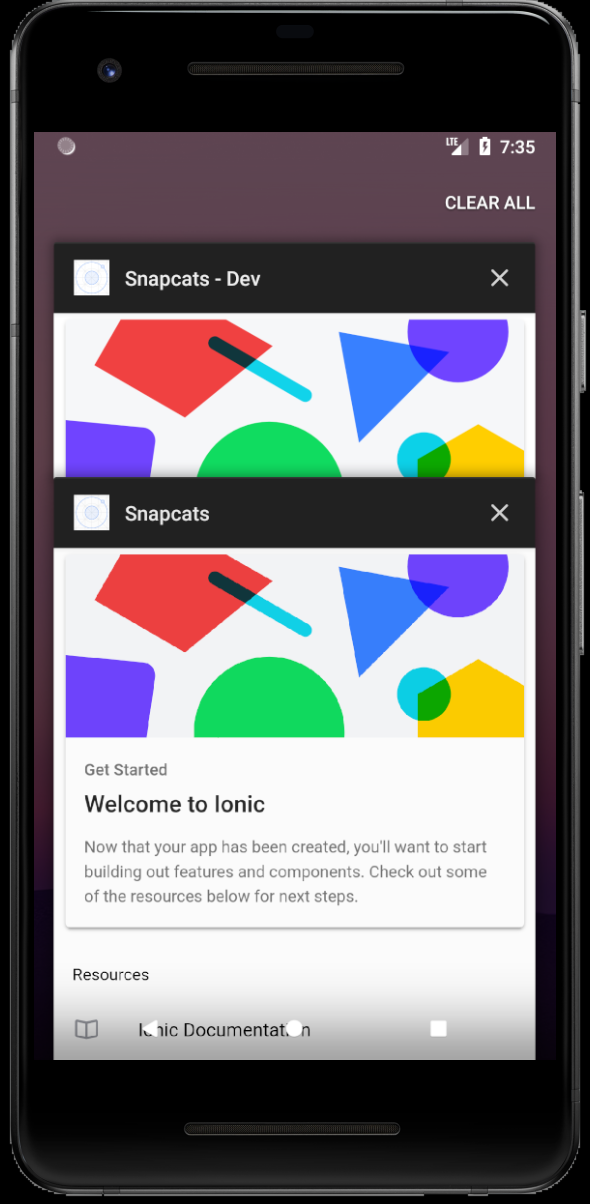 LTE 7:35
CLEAR ALL
Snapcats - Dev
Snapcats
Get Started
Welcome to Ionic
Now that your app has been created, you'll want to start
building out features and components. Check out some
of the resources below for next steps.
Resources
Ionic Documentation